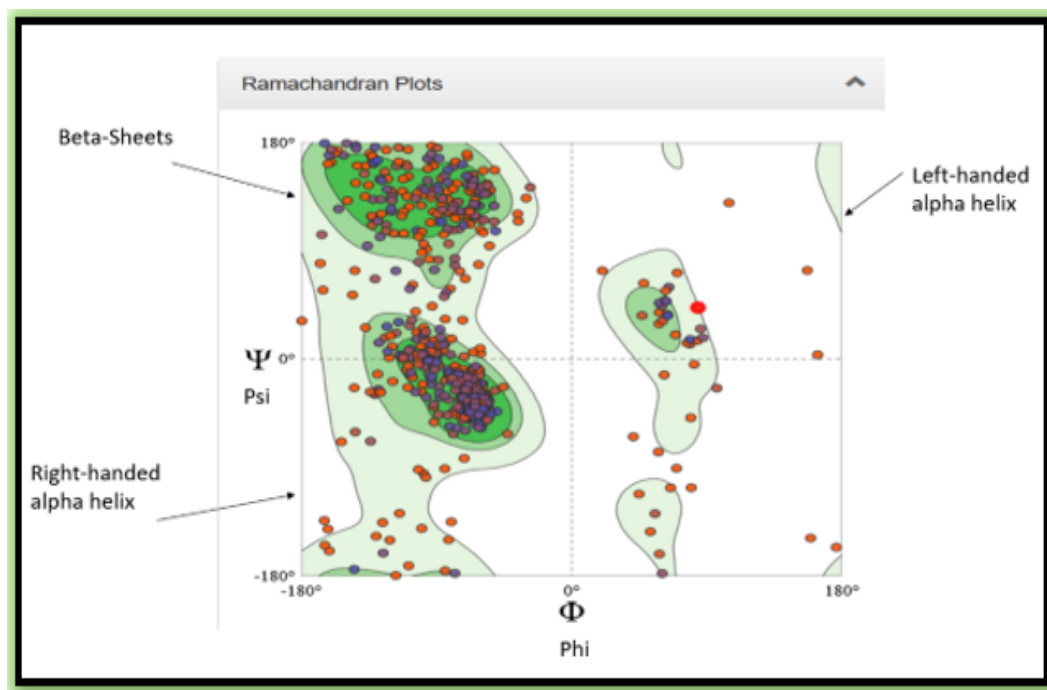 Ramachandran Plots
Beta-Sheets
180°
Left-handed
alpha helix
Ψ 0°
Psi
Right-handed
alpha helix
-180°
-180° 0° 180°
Φ
Phi